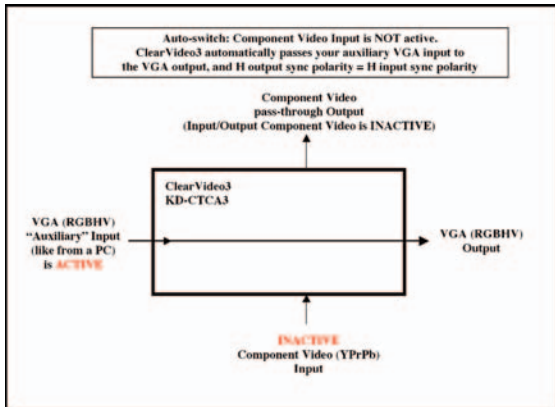 Auto-switch: Component Video Input is NOT active.
ClearVideo3 automatically passes your auxiliary VGA input to
the VGA output, and H output sync polarity = H input sync polarity
Component Video
pass-through Output
(Input/Output Component Video is INACTIVE)
ClearVideo3
KD-CTCA3
VGA (RGBHV)
“Auxiliary” Input
(like from a PC)
is ACTIVE
VGA (RGBHV)
Output
INACTIVE
Component Video (YPrPb)
Input